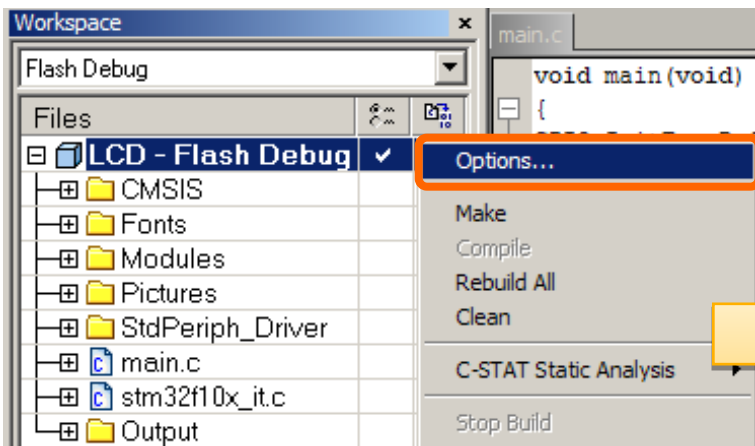 Workspace
main.c
Flash Debug
void main(void)
{
Files
LCD - Flash Debug
CMSIS
Fonts
Modules
Pictures
StdPeriph_Driver
main.c
stm32f10x_it.c
Output
Options...
Make
Compile
Rebuild All
Clean
C-STAT Static Analysis
Stop Build